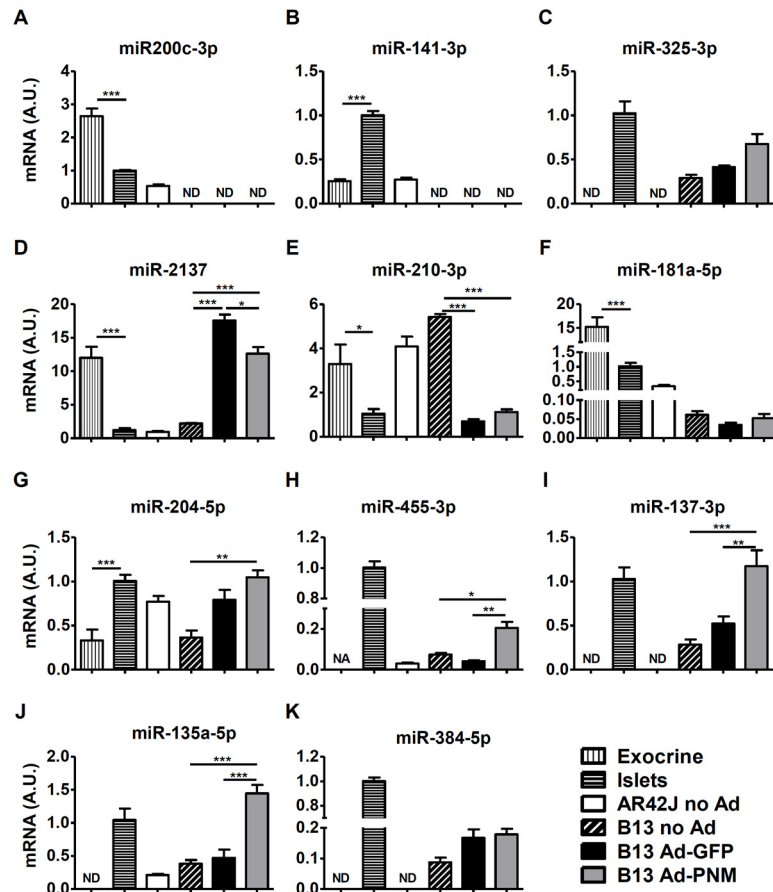 A
miR200c-3p
mRNA (A.U.)
4
3
2
1
0
***
ND
ND
ND
B
miR-141-3p
1.5
1.0
0.5
0.0
***
ND
ND
ND
C
miR-325-3p
1.5
1.0
0.5
0.0
ND
ND
D
miR-2137
mRNA (A.U.)
20
15
10
5
0
***
***
***
*
E
miR-210-3p
6
4
2
0
*
***
***
F
miR-181a-5p
20
15
1.5
1.0
0.5
0.10
0.05
0.00
***
G
miR-204-5p
mRNA (A.U.)
1.5
1.0
0.5
0.0
***
**
H
miR-455-3p
1.2
1.0
0.8
0.2
0.0
NA
*
**
I
miR-137-3p
1.5
1.0
0.5
0.0
ND
ND
***
**
J
miR-135a-5p
mRNA (A.U.)
2.0
1.5
1.0
0.5
0.0
ND
***
***
K
miR-384-5p
1.2
1.0
0.8
0.2
0.1
0.0
ND
ND
Exocrine
Islets
AR42J no Ad
B13 no Ad
B13 Ad-GFP
B13 Ad-PNM